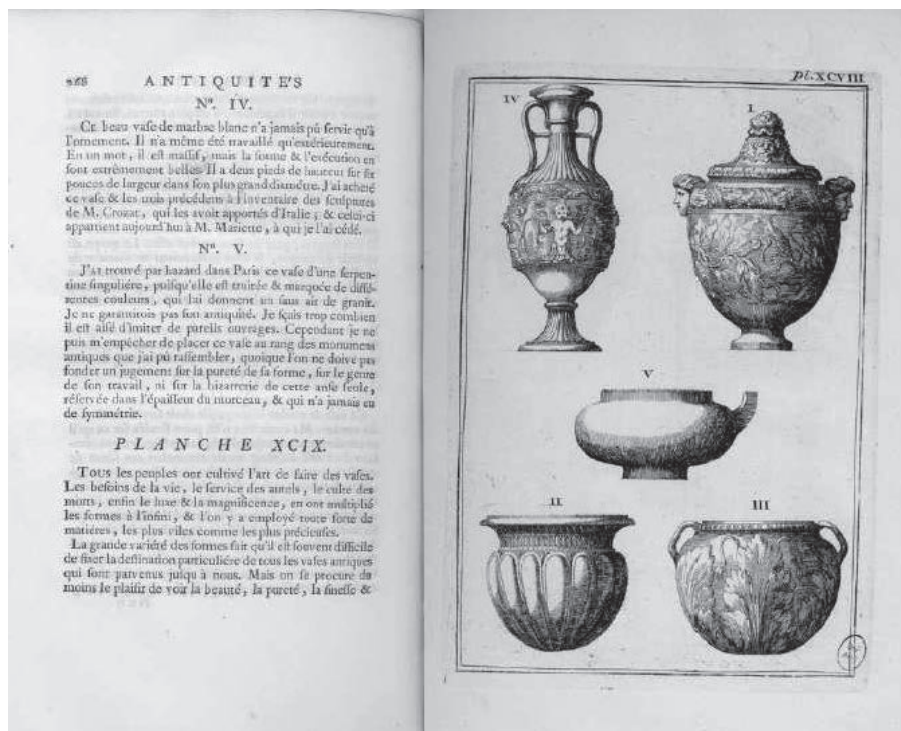 268 ANTIQUITE'S
N°. IV.
Ce beau vase de marbre blanc n'a jamais pû servir qu'à
l'ornement. Il n'a même été travaillé qu'extérieurement.
En un mot, il est massif, mais la forme & l'exécution en
sont extrêmement belles. Il a deux pieds de hauteur sur six
pouces de largeur dans son plus grand diamétre. J'ai acheté
ce vase & les trois précédens à l'inventaire des sculptures
de M. Crozat, qui les avoit apportés d'Italie; & celui-ci
appartient aujourd'hui à M. Mariette, à qui je l'ai cédé.
N°. V.
J'ai trouvé par hazard dans Paris ce vase d'une serpen-
tine singuliére, puisqu'elle est truitée & marquée de diffé-
rentes couleurs, qui lui donnent un faux air de granit.
Je ne garantirois pas son antiquité. Je sçais trop combien
il est aisé d'imiter de pareils ouvrages. Cependant je ne
puis m'empêcher de placer ce vase au rang des monumens
antiques que j'ai pû rassembler, quoique l'on ne doive pas
fonder un jugement sur la pureté de sa forme, sur le genre
de son travail, ni sur la bizarrerie de cette anse seule,
réservée dans l'épaisseur du morceau, & qui n'a jamais eu
de symmétrie.
PLANCHE XCIX.
Tous les peuples ont cultivé l'art de faire des vases.
Les besoins de la vie, le service des autels, le culte des
morts, enfin le luxe & la magnificence, en ont multiplié
les formes à l'infini, & l'on y a employé toute sorte de
matiéres, les plus viles comme les plus précieuses.
La grande variété des formes fait qu'il est souvent difficile
de fixer la destination particuliére de tous les vases antiques
qui sont parvenus jusqu'à nous. Mais on se procure du
moins le plaisir de voir la beauté, la pureté, la finesse &
Pl. XCVIII
IV
I
V
II
III